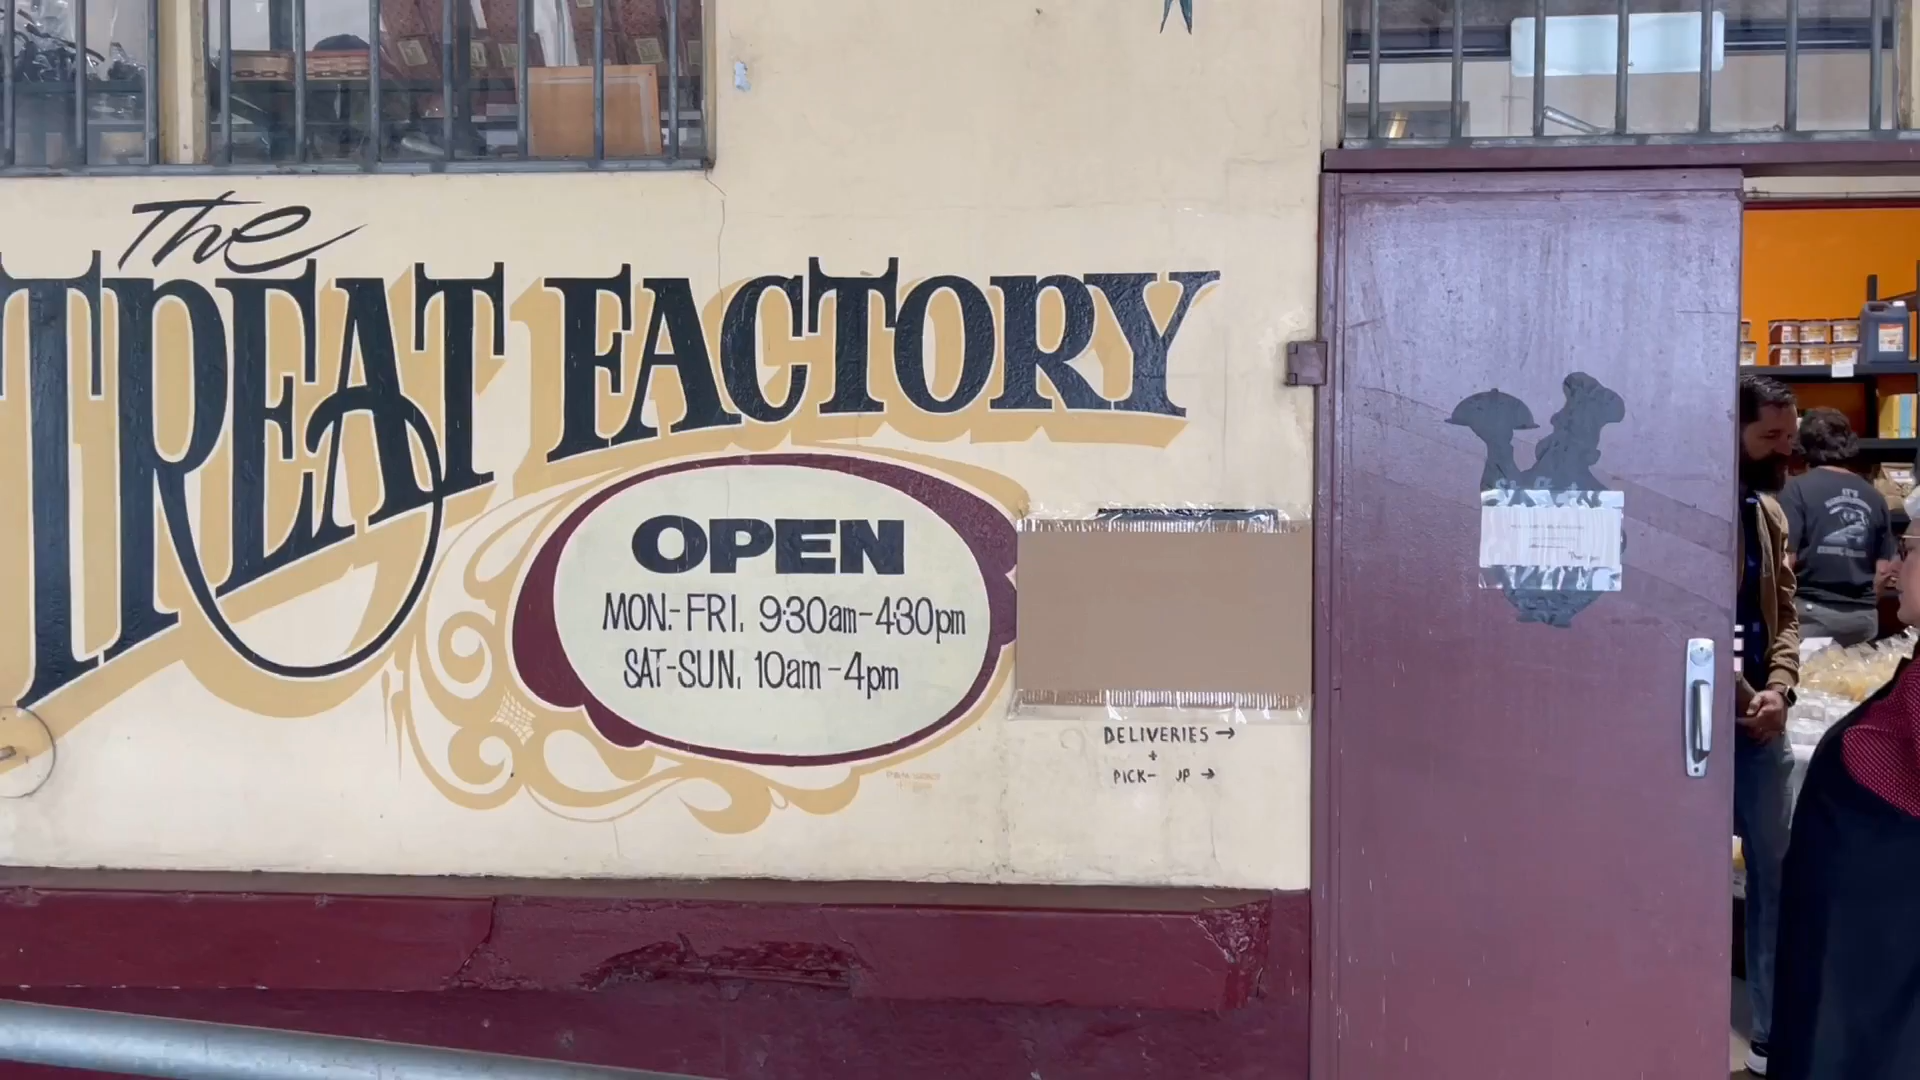 The
TREAT FACTORY
OPEN
MON.-FRI. 9:30am-4:30pm
SAT-SUN. 10am-4pm
DELIVERIES →
+
PICK- UP →